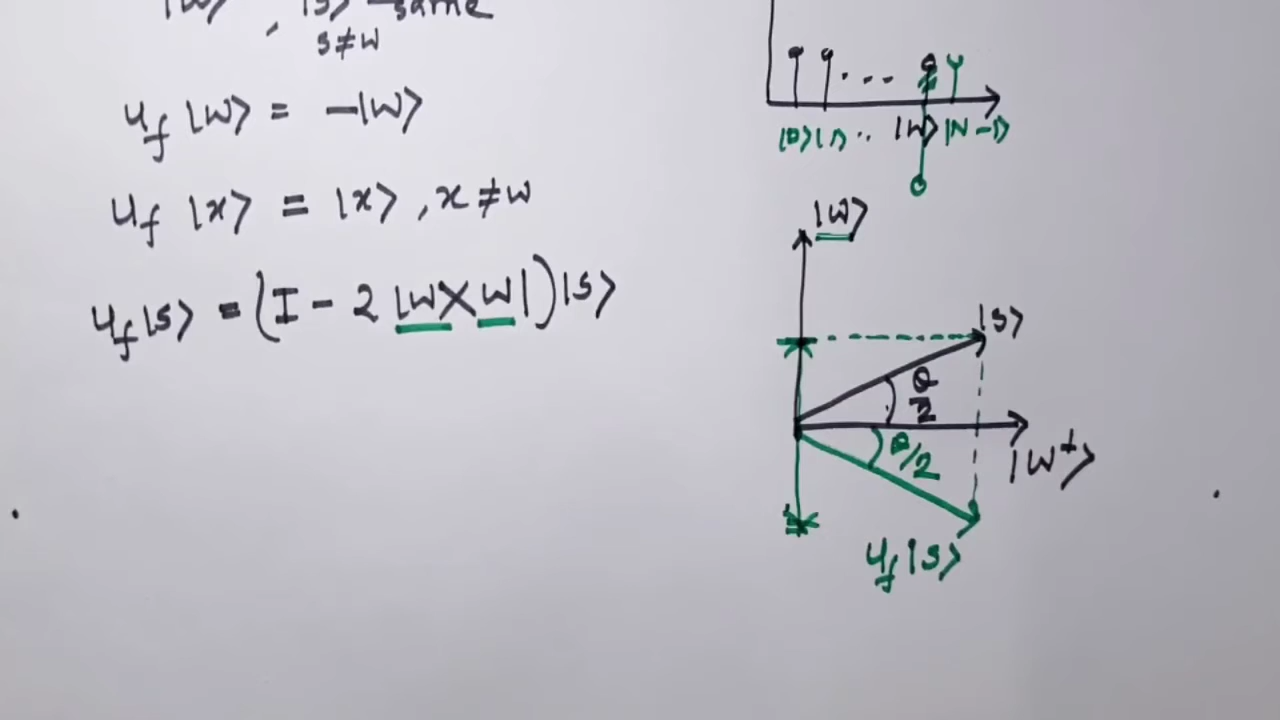 |W⟩, |S⟩ same
s≠w
U_f |W⟩ = −|W⟩
U_f |x⟩ = |x⟩, x≠w
U_f|S⟩ = (I − 2 |W⟩⟨W|)|S⟩
|0⟩ |1⟩ .. |W⟩ |N−1⟩
|W⟩
|S⟩
θ/2
θ/2
|W⊥⟩
U_f|S⟩